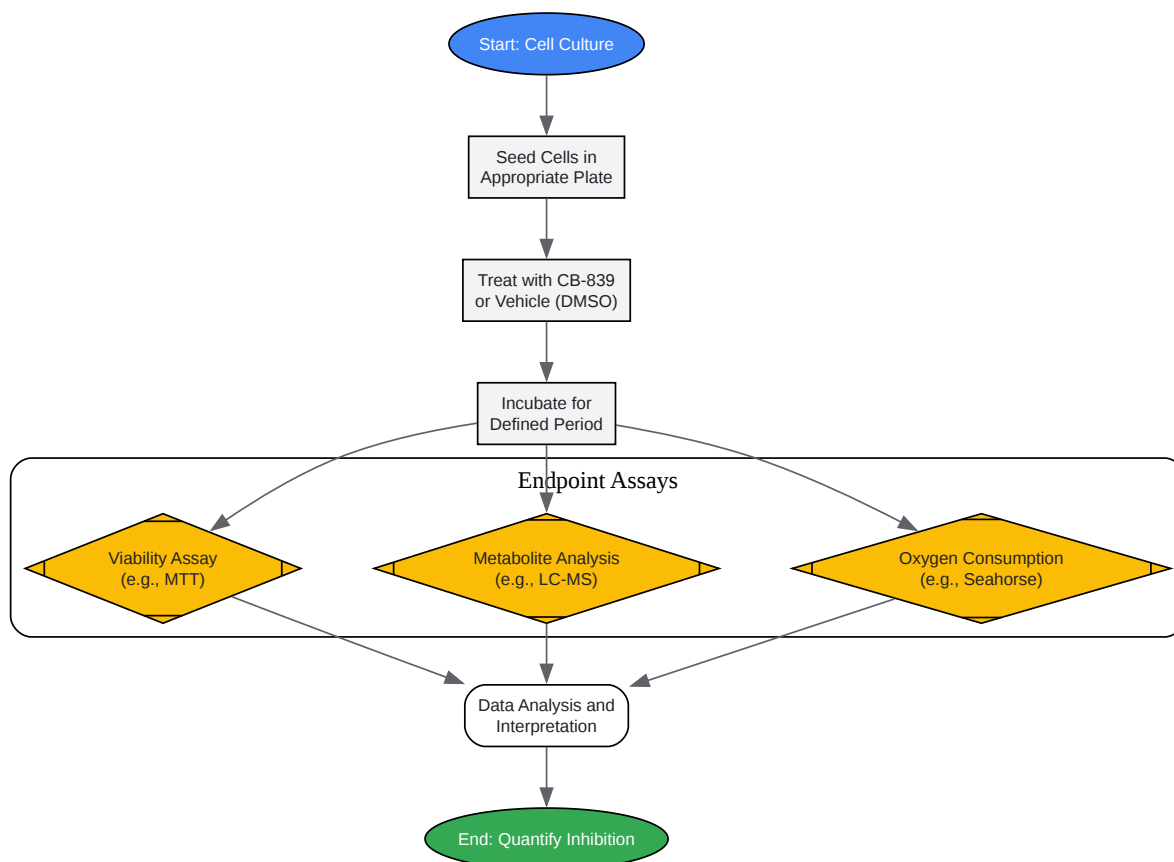 Start: Cell Culture
Seed Cells in
Appropriate Plate
Treat with CB-839
or Vehicle (DMSO)
Incubate for
Defined Period
Endpoint Assays
Viability Assay
(e.g., MTT)
Metabolite Analysis
(e.g., LC-MS)
Oxygen Consumption
(e.g., Seahorse)
Data Analysis and
Interpretation
End: Quantify Inhibition